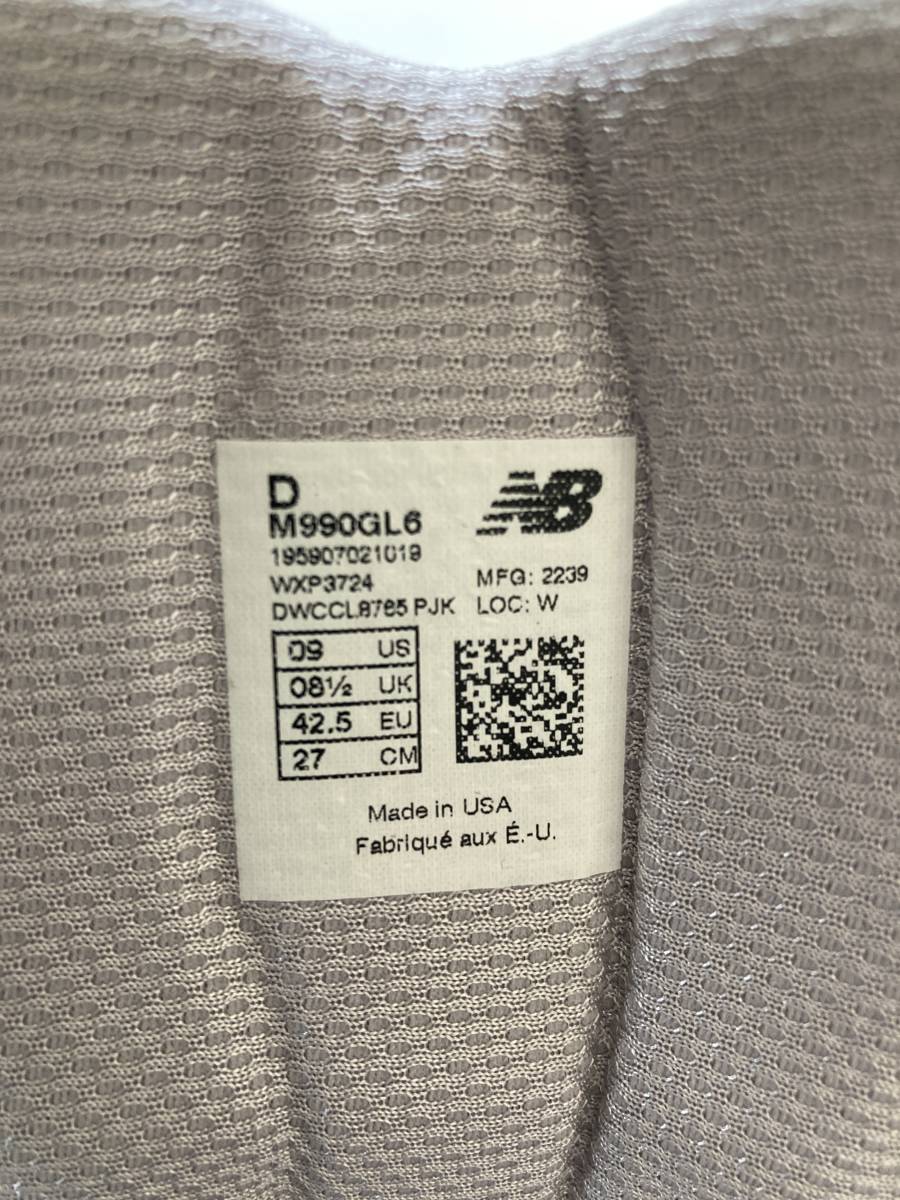 D
NB
M990GL6
195907021019
WXP3724
MFG: 2239
DWCCL8765 PJK
LOC: W
09 US
08½ UK
42.5 EU
27 CM
Made in USA
Fabriqué aux É.-U.